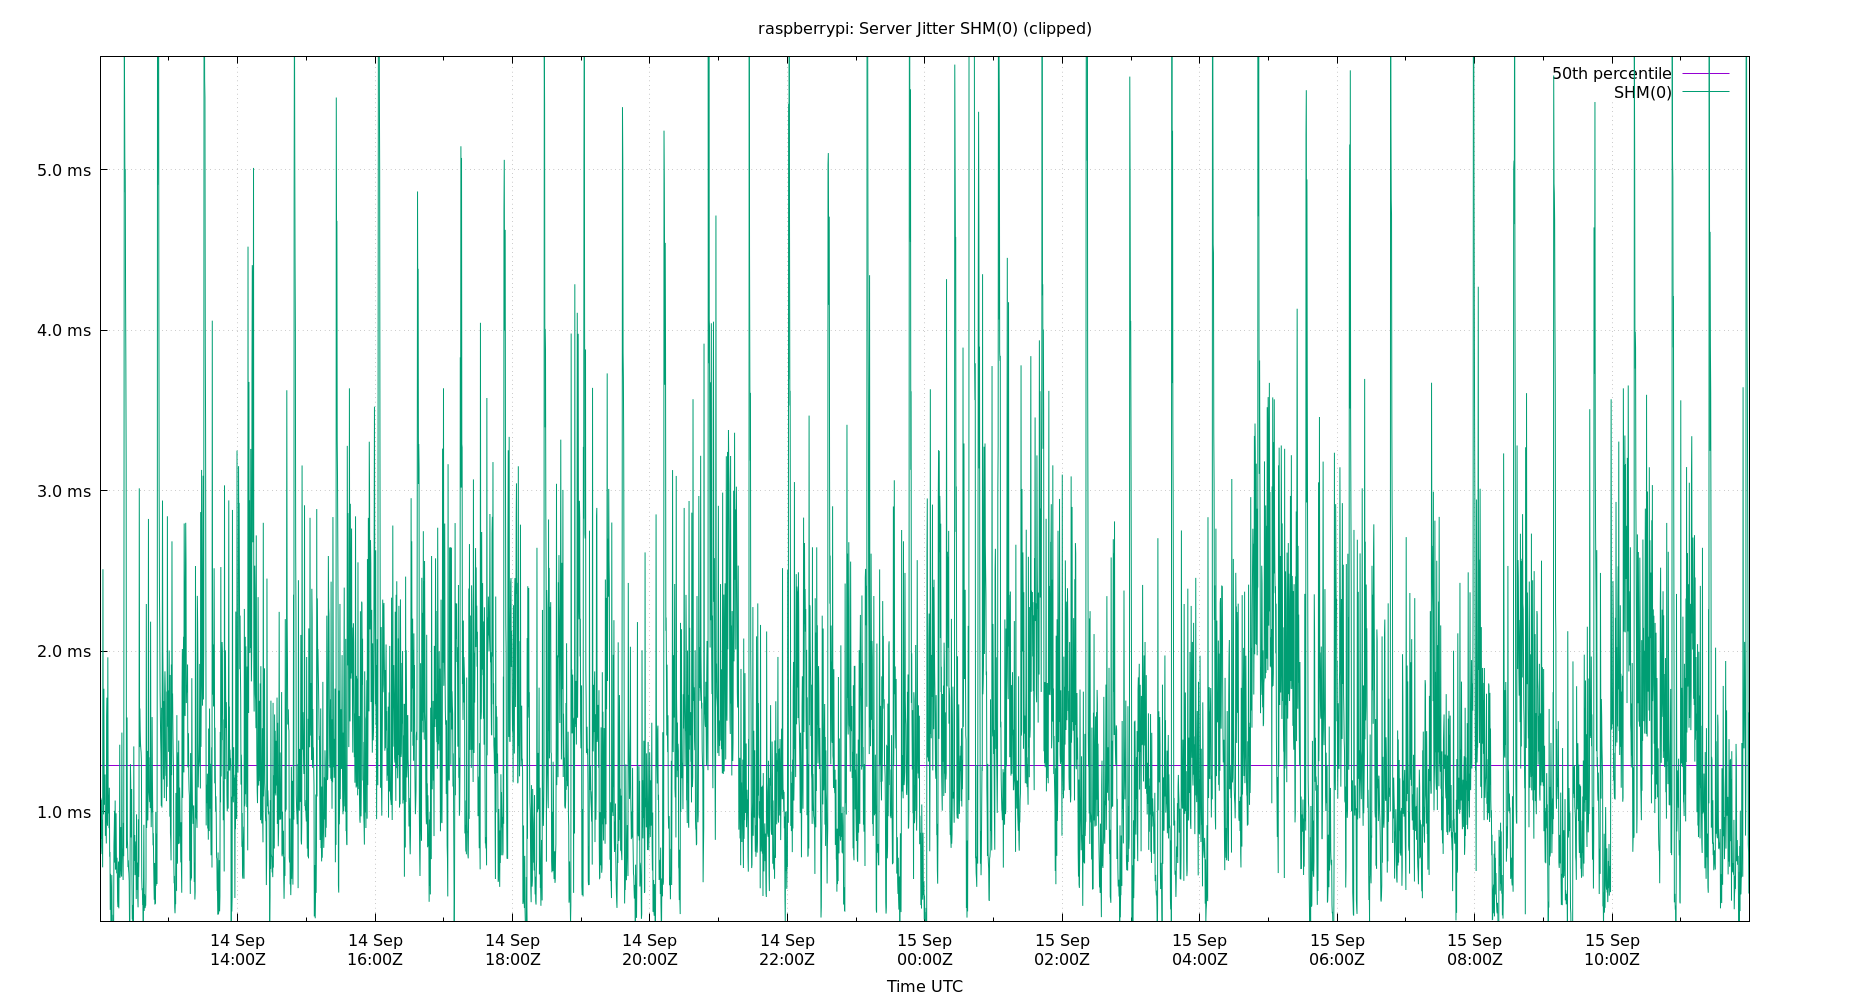 raspberrypi: Server Jitter SHM(0) (clipped)
50th percentile
SHM(0)
5.0 ms
4.0 ms
3.0 ms
2.0 ms
1.0 ms
14 Sep 14 Sep 14 Sep 14 Sep 14 Sep 15 Sep 15 Sep 15 Sep 15 Sep 15 Sep 15 Sep
14:00Z 16:00Z 18:00Z 20:00Z 22:00Z 00:00Z 02:00Z 04:00Z 06:00Z 08:00Z 10:00Z
Time UTC